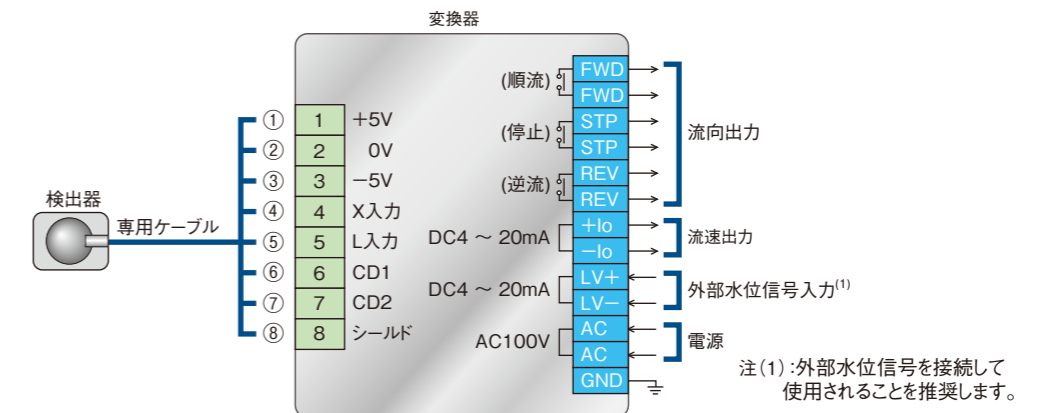 変換器
検出器
専用ケーブル
① 1 +5V
② 2 0V
③ 3 −5V
④ 4 X入力
⑤ 5 L入力
⑥ 6 CD1
⑦ 7 CD2
⑧ 8 シールド
(順流) FWD
FWD
(停止) STP
STP
(逆流) REV
REV
流向出力
DC4 ～ 20mA +Io
−Io
流速出力
DC4 ～ 20mA LV+
LV−
外部水位信号入力(1)
AC100V AC
AC
電源
GND
注(1):外部水位信号を接続して
使用されることを推奨します。